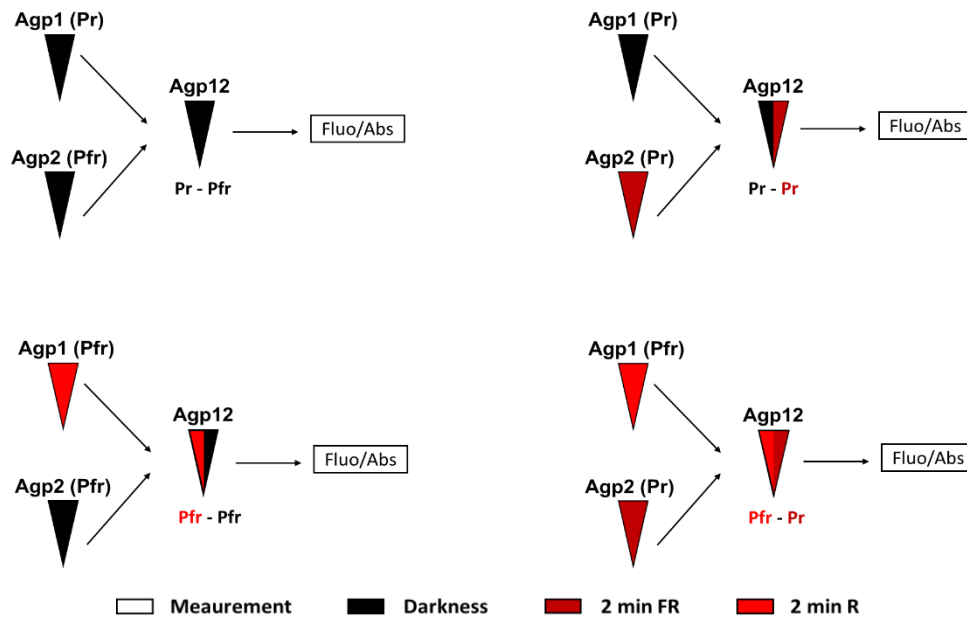 Agp1 (Pr)
Agp12
Agp2 (Pfr)
Pr - Pfr
Fluo/Abs
Agp1 (Pr)
Agp12
Agp2 (Pr)
Pr - Pr
Fluo/Abs
Agp1 (Pfr)
Agp12
Agp2 (Pfr)
Pfr - Pfr
Fluo/Abs
Agp1 (Pfr)
Agp12
Agp2 (Pr)
Pfr - Pr
Fluo/Abs
Meaurement
Darkness
2 min FR
2 min R